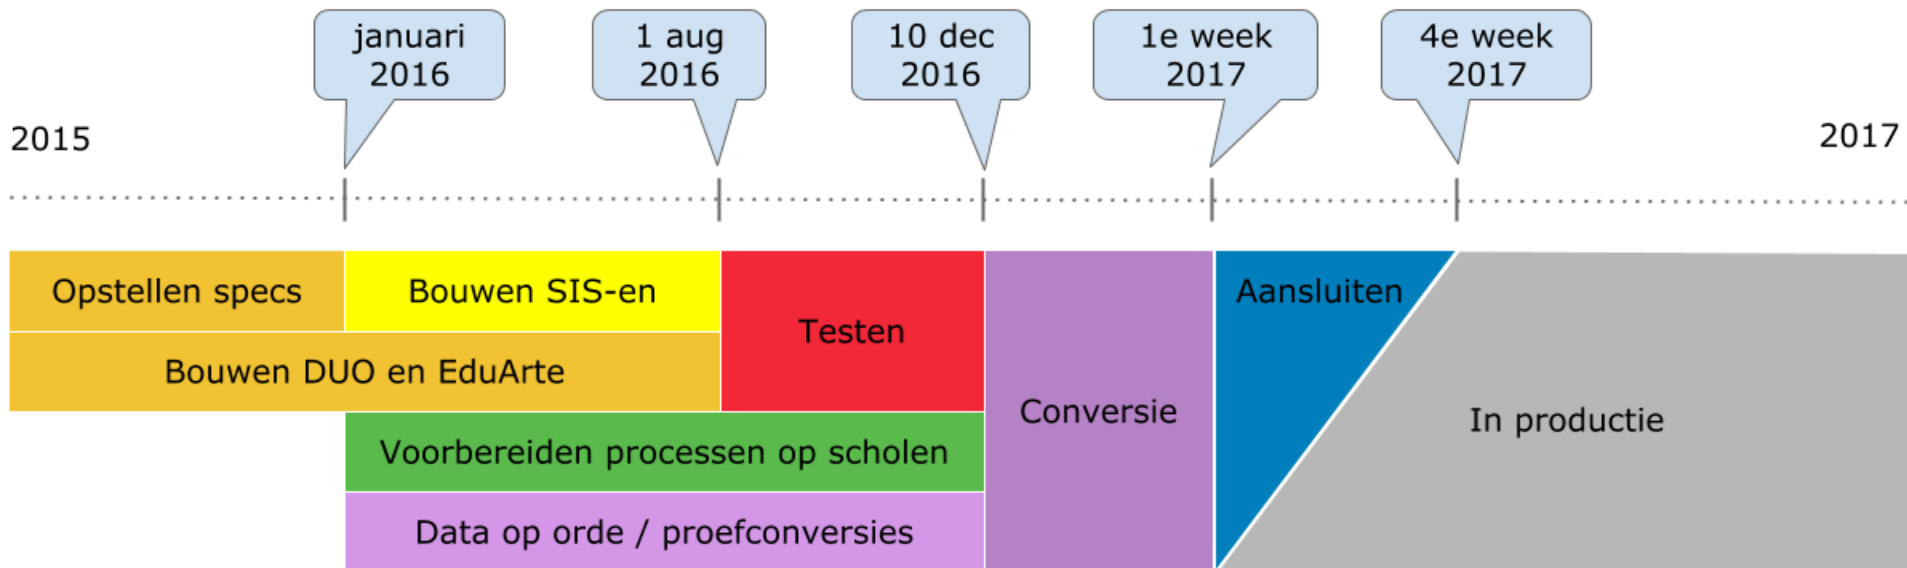 januari
2016
1 aug
2016
10 dec
2016
1e week
2017
4e week
2017
2015
2017
Opstellen specs
Bouwen SIS-en
Testen
Aansluiten
Bouwen DUO en EduArte
Conversie
In productie
Voorbereiden processen op scholen
Data op orde / proefconversies